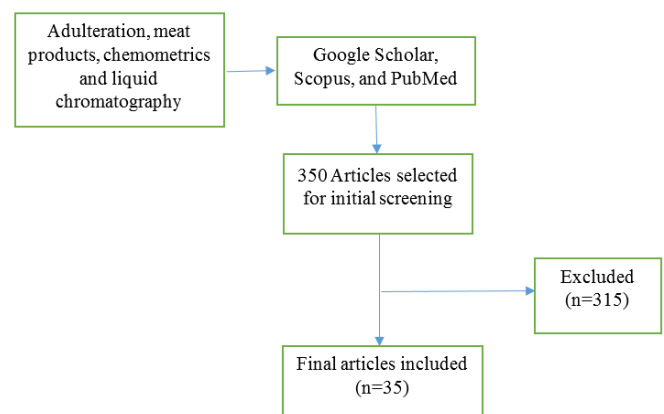 Adulteration, meat
products, chemometrics
and liquid
chromatography
Google Scholar,
Scopus, and PubMed
350 Articles selected
for initial screening
Excluded
(n=315)
Final articles included
(n=35)